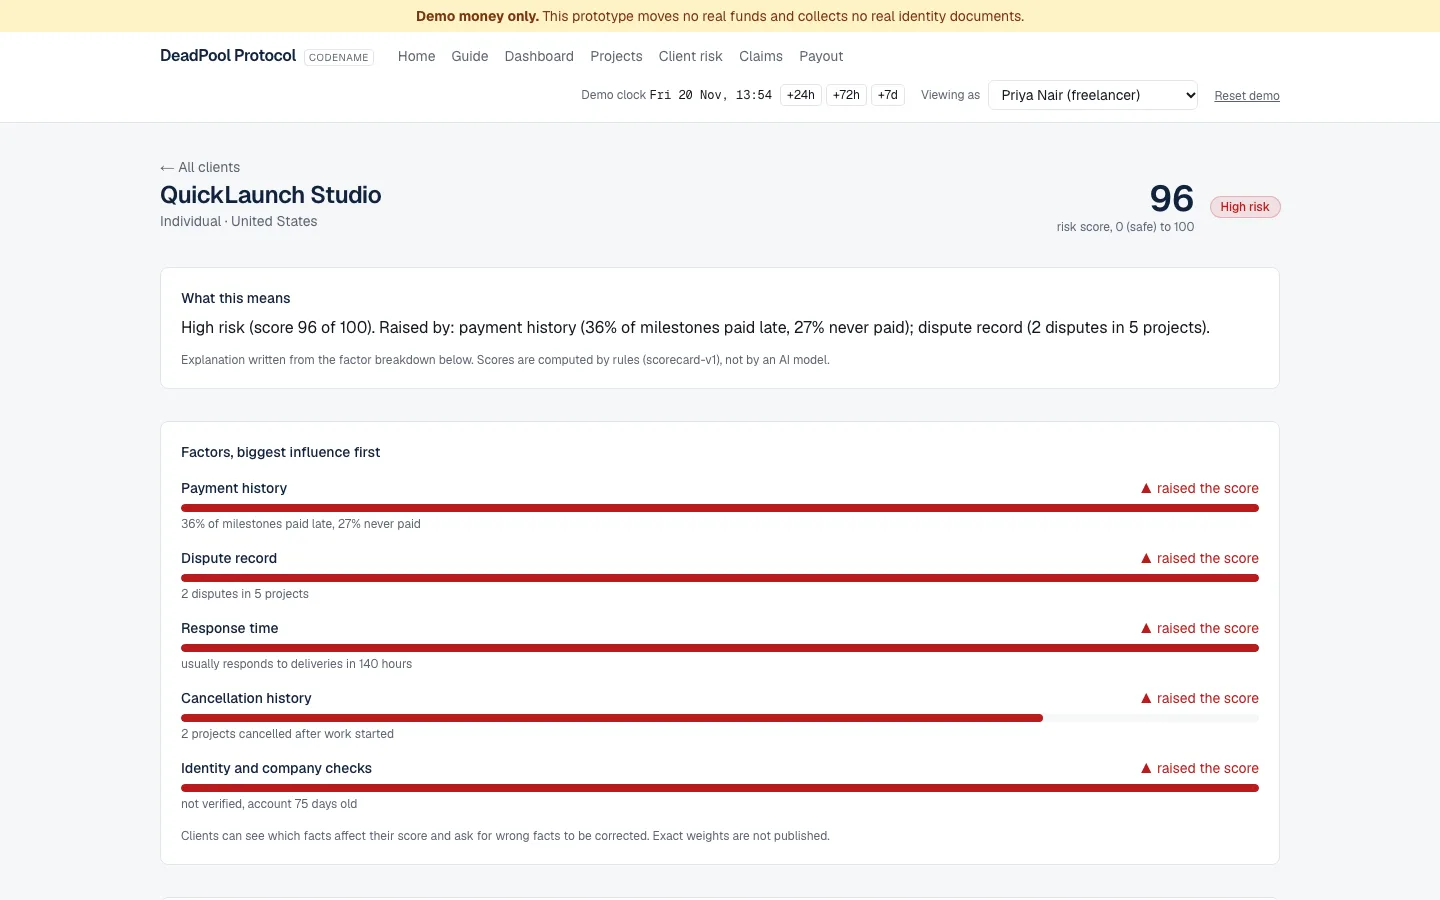 Demo money only. This prototype moves no real funds and collects no real identity documents.
DeadPool Protocol CODENAME Home Guide Dashboard Projects Client risk Claims Payout
Demo clock Fri 20 Nov, 13:54 +24h +72h +7d Viewing as Priya Nair (freelancer) Reset demo
← All clients
QuickLaunch Studio
Individual · United States
96 High risk
risk score, 0 (safe) to 100
What this means
High risk (score 96 of 100). Raised by: payment history (36% of milestones paid late, 27% never paid); dispute record (2 disputes in 5 projects).
Explanation written from the factor breakdown below. Scores are computed by rules (scorecard-v1), not by an AI model.
Factors, biggest influence first
Payment history ▲ raised the score
36% of milestones paid late, 27% never paid
Dispute record ▲ raised the score
2 disputes in 5 projects
Response time ▲ raised the score
usually responds to deliveries in 140 hours
Cancellation history ▲ raised the score
2 projects cancelled after work started
Identity and company checks ▲ raised the score
not verified, account 75 days old
Clients can see which facts affect their score and ask for wrong facts to be corrected. Exact weights are not published.